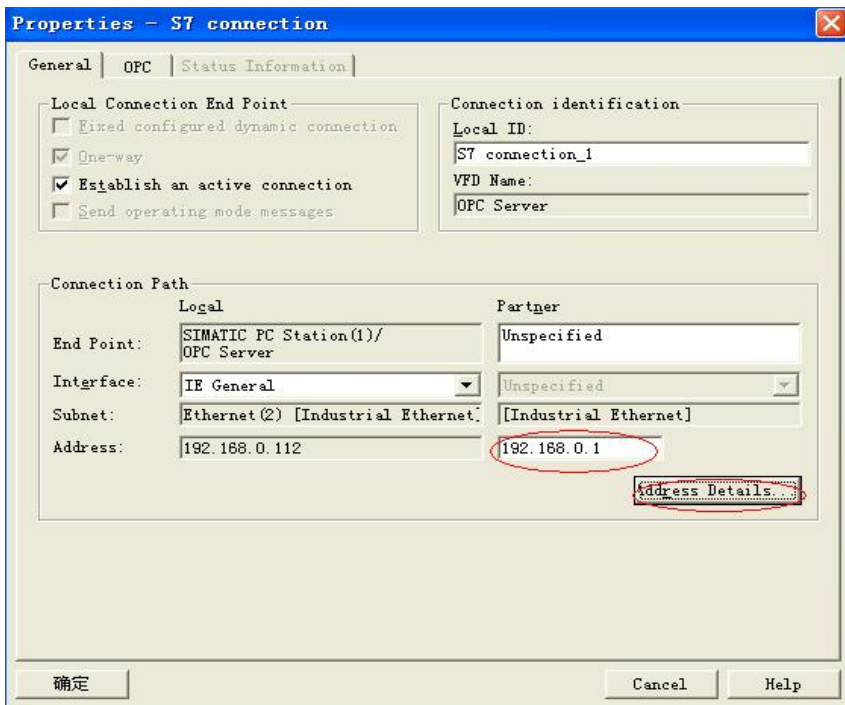 Properties - S7 connection
General OPC Status Information
Local Connection End Point
Fixed configured dynamic connection
One-way
Establish an active connection
Send operating mode messages
Connection identification
Local ID:
S7 connection_1
VFD Name:
OPC Server
Connection Path
Local Partner
End Point: SIMATIC PC Station(1)/ Unspecified
OPC Server
Interface: IE General Unspecified
Subnet: Ethernet(2) [Industrial Ethernet] [Industrial Ethernet]
Address: 192.168.0.112 192.168.0.1
Address Details...
确定 Cancel Help